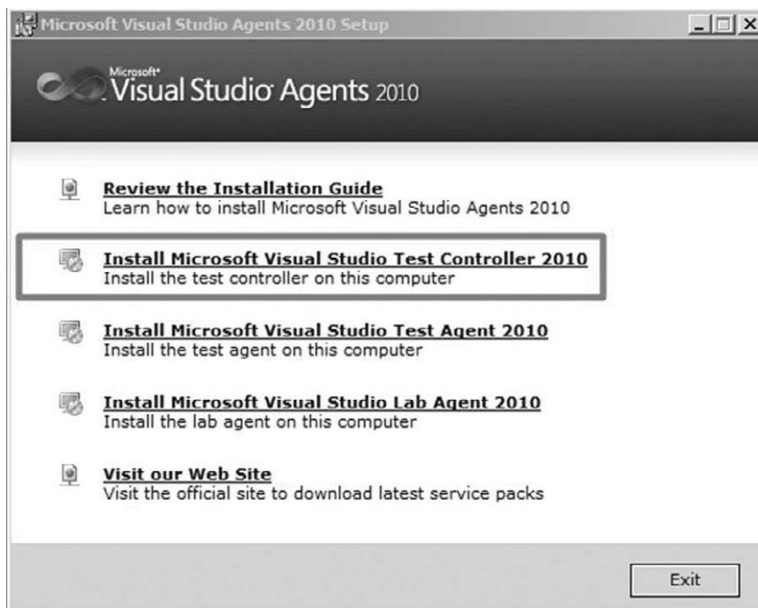 Microsoft Visual Studio Agents 2010 Setup
Microsoft®
Visual Studio® Agents 2010
Review the Installation Guide
Learn how to install Microsoft Visual Studio Agents 2010
Install Microsoft Visual Studio Test Controller 2010
Install the test controller on this computer
Install Microsoft Visual Studio Test Agent 2010
Install the test agent on this computer
Install Microsoft Visual Studio Lab Agent 2010
Install the lab agent on this computer
Visit our Web Site
Visit the official site to download latest service packs
Exit